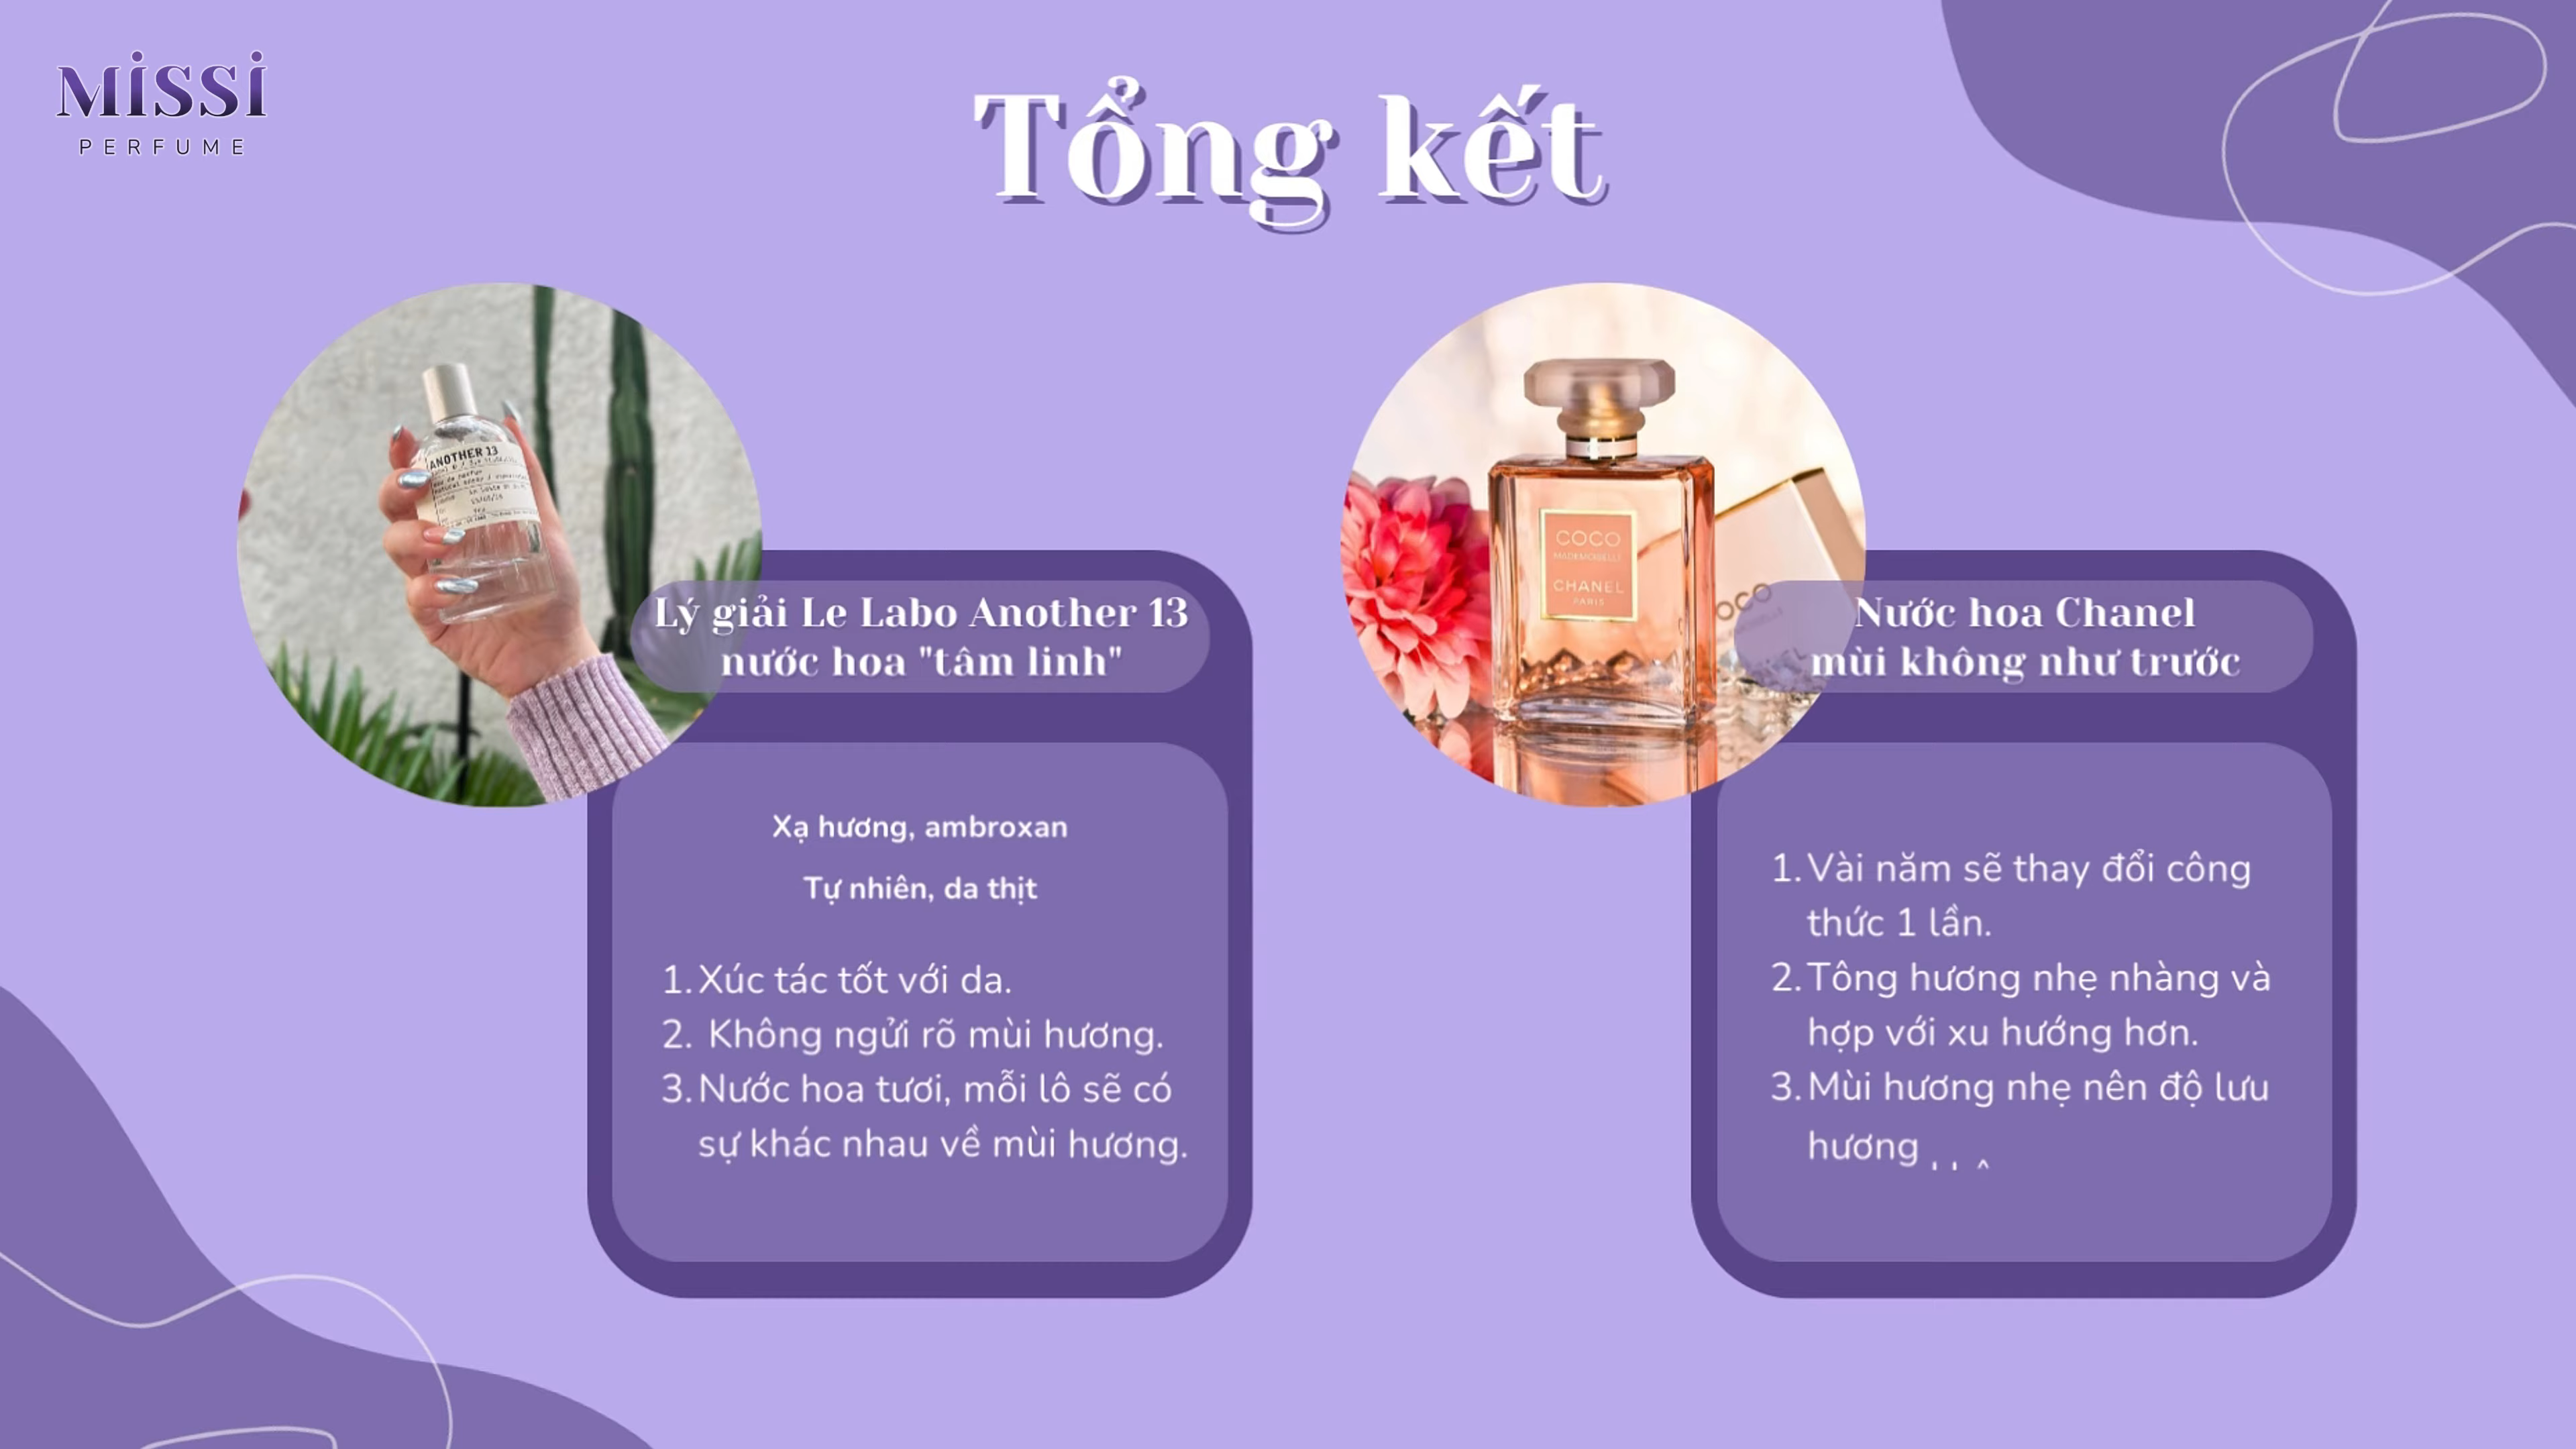 MISSI
PERFUME
Tổng kết
ANOTHER 13
Lý giải Le Labo Another 13
nước hoa "tâm linh"
Xạ hương, ambroxan
Tự nhiên, da thịt
1. Xúc tác tốt với da.
2. Không ngửi rõ mùi hương.
3. Nước hoa tươi, mỗi lô sẽ có
sự khác nhau về mùi hương.
COCO
MADEMOISELLE
CHANEL
PARIS
Nước hoa Chanel
mùi không như trước
1. Vài năm sẽ thay đổi công
thức 1 lần.
2. Tông hương nhẹ nhàng và
hợp với xu hướng hơn.
3. Mùi hương nhẹ nên độ lưu
hương